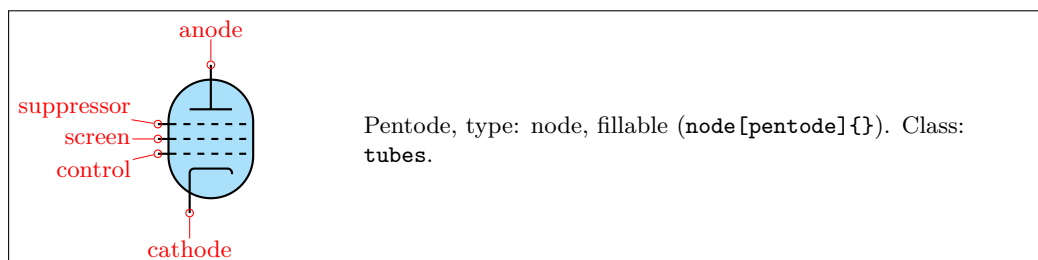 anode
suppressor
screen
control
cathode
Pentode, type: node, fillable (node[pentode]{}). Class:
tubes.